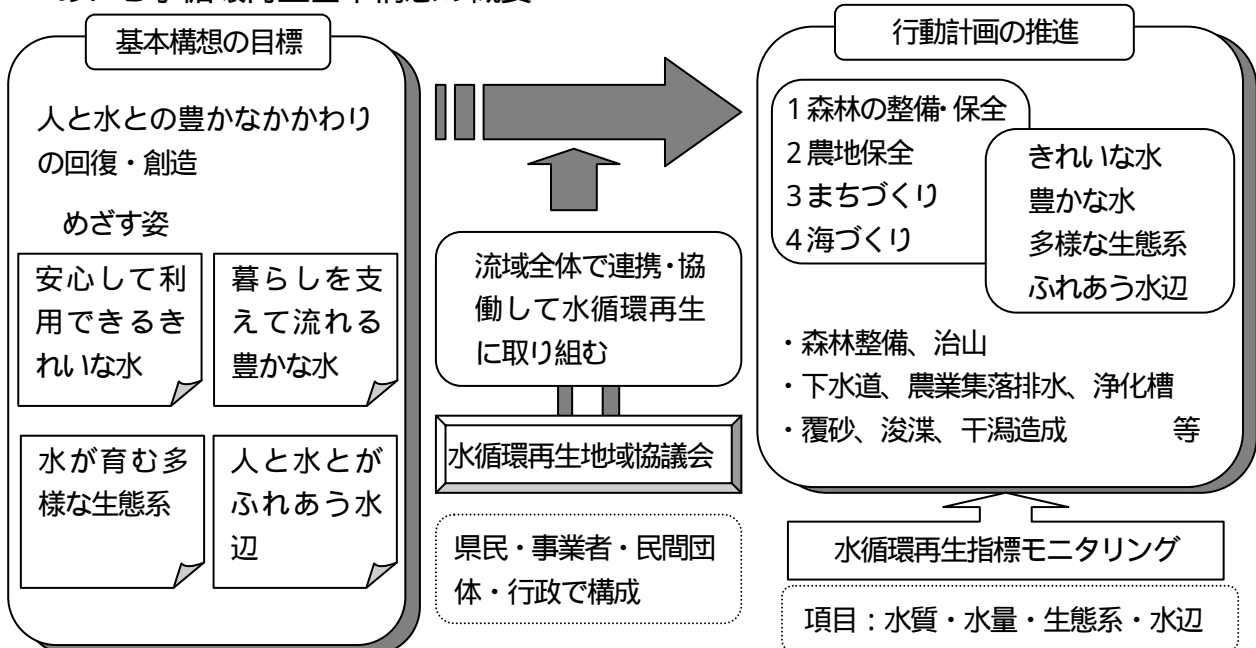 基本構想の目標
人と水との豊かなかかわり
の回復・創造
めざす姿
安心して利
用できるき
れいな水
暮らしを支
えて流れる
豊かな水
水が育む多
様な生態系
人と水とが
ふれあう水
辺
流域全体で連携・協
働して水循環再生
に取り組む
水循環再生地域協議会
県民・事業者・民間団
体・行政で構成
行動計画の推進
1 森林の整備・保全
2 農地保全
3 まちづくり
4 海づくり
きれいな水
豊かな水
多様な生態系
ふれあう水辺
・森林整備、治山
・下水道、農業集落排水、浄化槽
・覆砂、浚渫、干潟造成 等
水循環再生指標モニタリング
項目：水質・水量・生態系・水辺